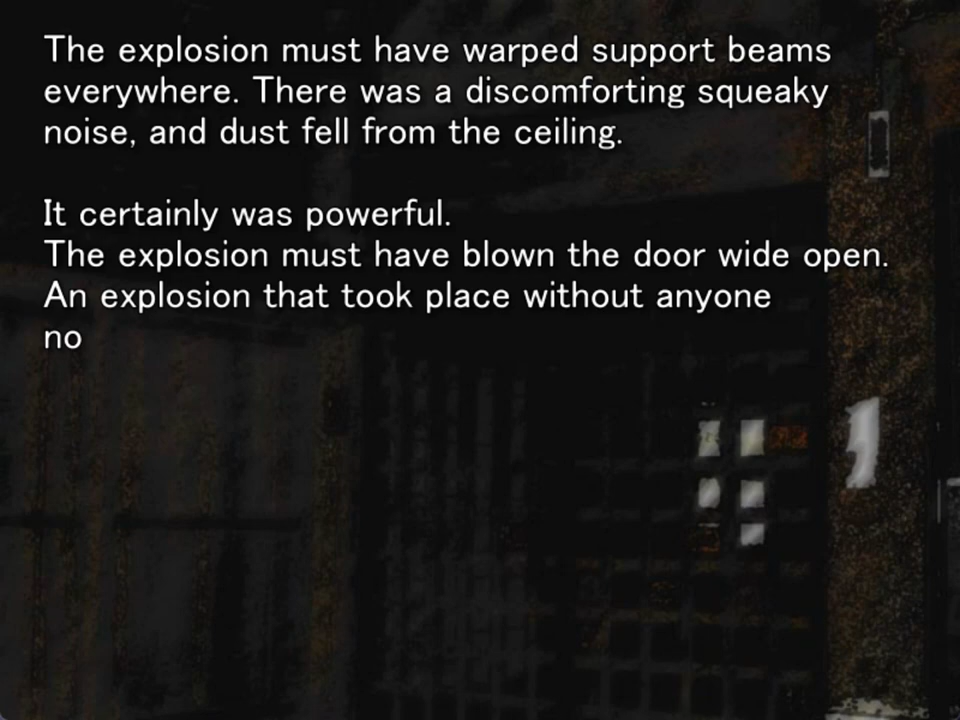 The explosion must have warped support beams
everywhere. There was a discomforting squeaky
noise, and dust fell from the ceiling.
It certainly was powerful.
The explosion must have blown the door wide open.
An explosion that took place without anyone
no